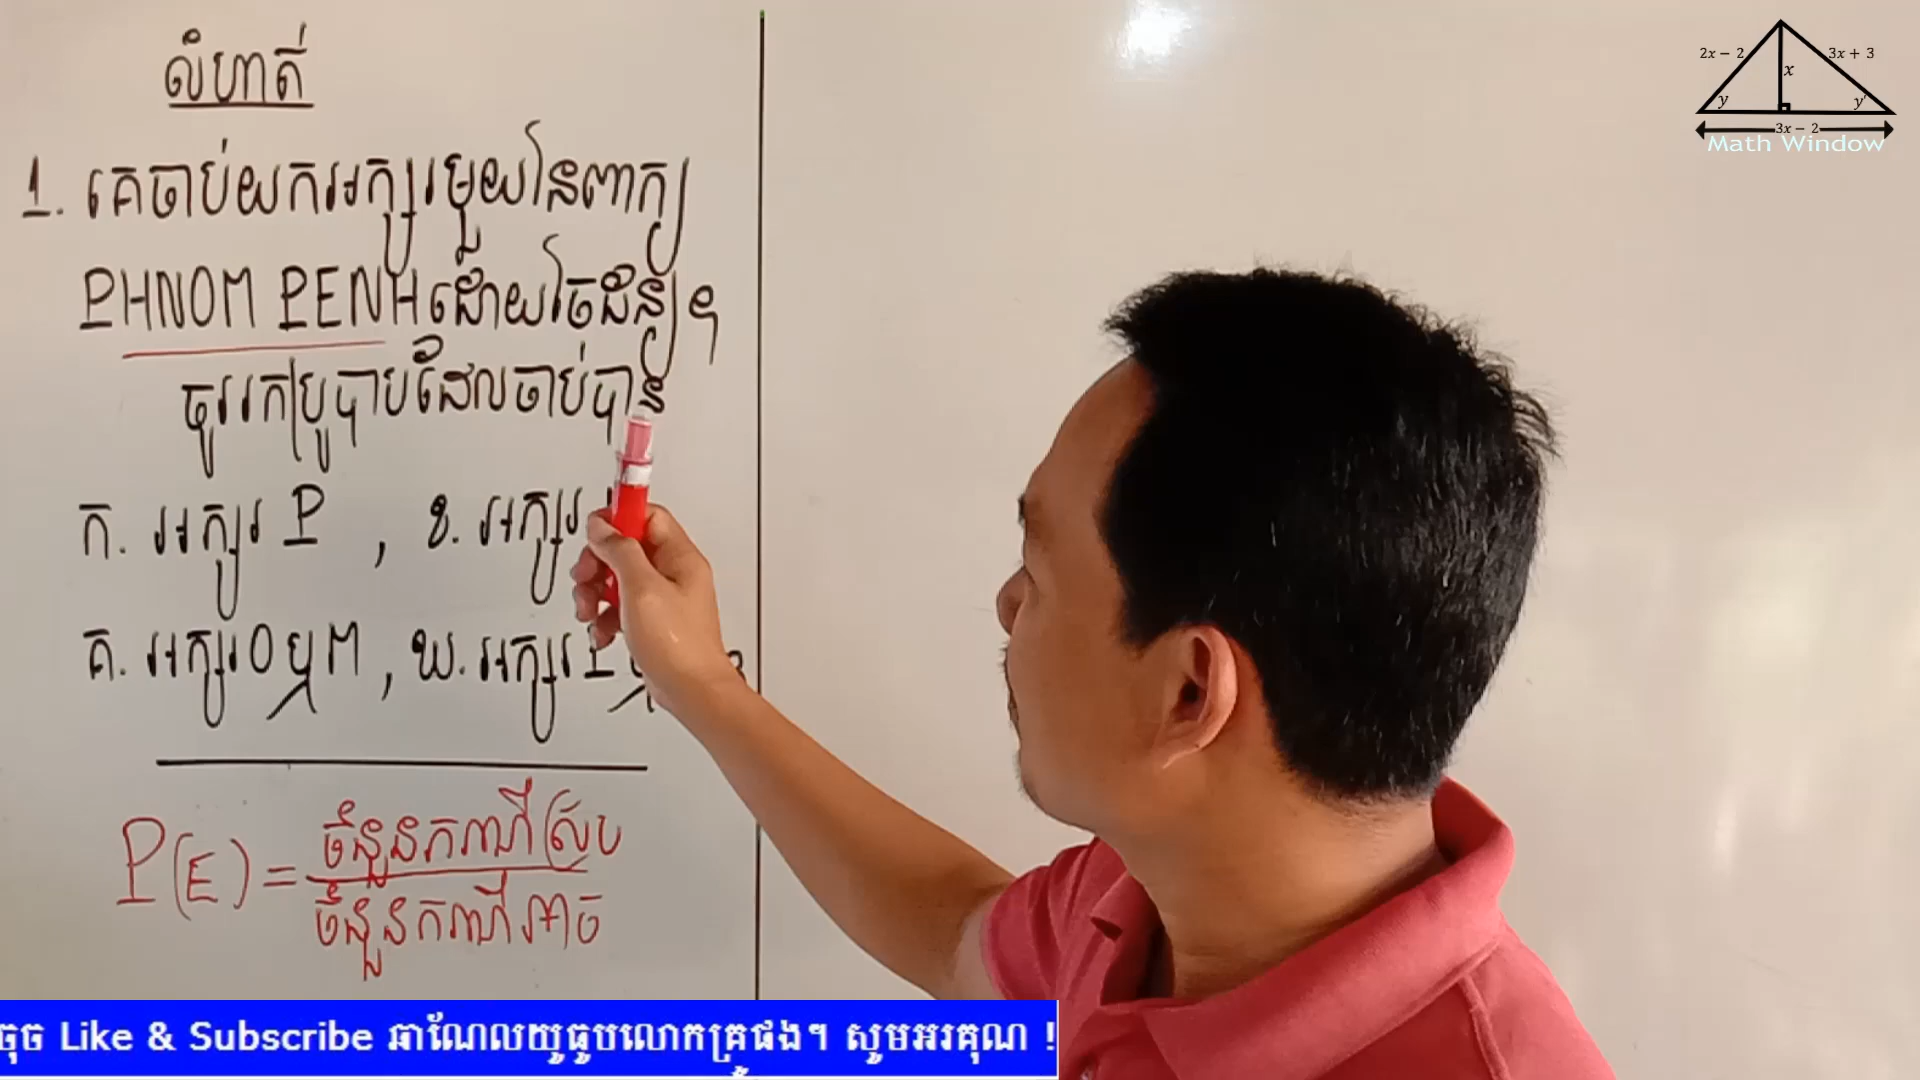 លំហាត់
1. គេចាប់យកអក្សរមួយនៃពាក្យ
PHNOM PENH ដោយចៃដន្យ ។
ចូររកប្រូបាបដែលចាប់បាន
ក. អក្សរ P , ខ. អក្សរ
គ. អក្សរ O ឬ M , ឃ. អក្សរ P ឬ
P(E) = ចំនួនករណីស្រប
ចំនួនករណីអាច
2x − 2
3x + 3
x
y
y'
3x − 2
Math Window
ចុច Like & Subscribe ឆាណែលយូធូបលោកគ្រូផង។ សូមអរគុណ !